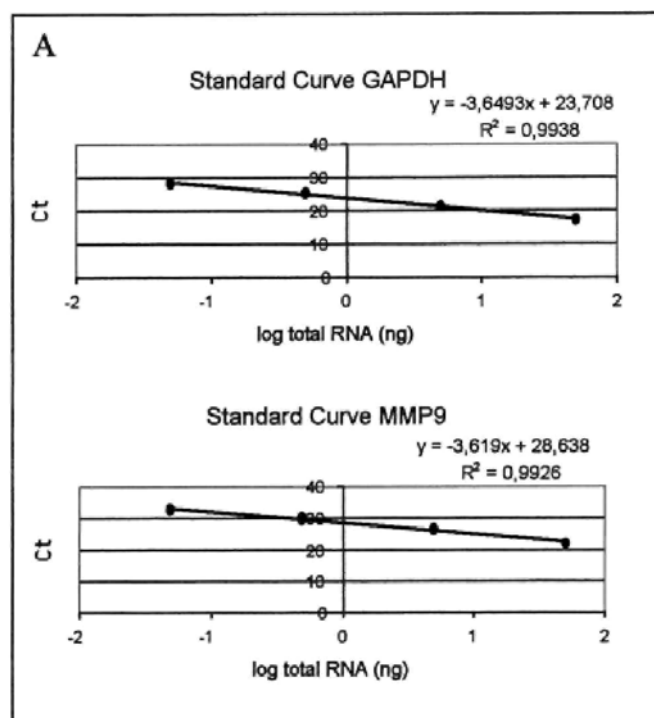 A
Standard Curve GAPDH
y = -3,6493x + 23,708
R² = 0,9938
40
30
20
10
0
Ct
-2 -1 0 1 2
log total RNA (ng)
Standard Curve MMP9
y = -3,619x + 28,638
R² = 0,9926
40
30
20
10
0
Ct
-2 -1 0 1 2
log total RNA (ng)